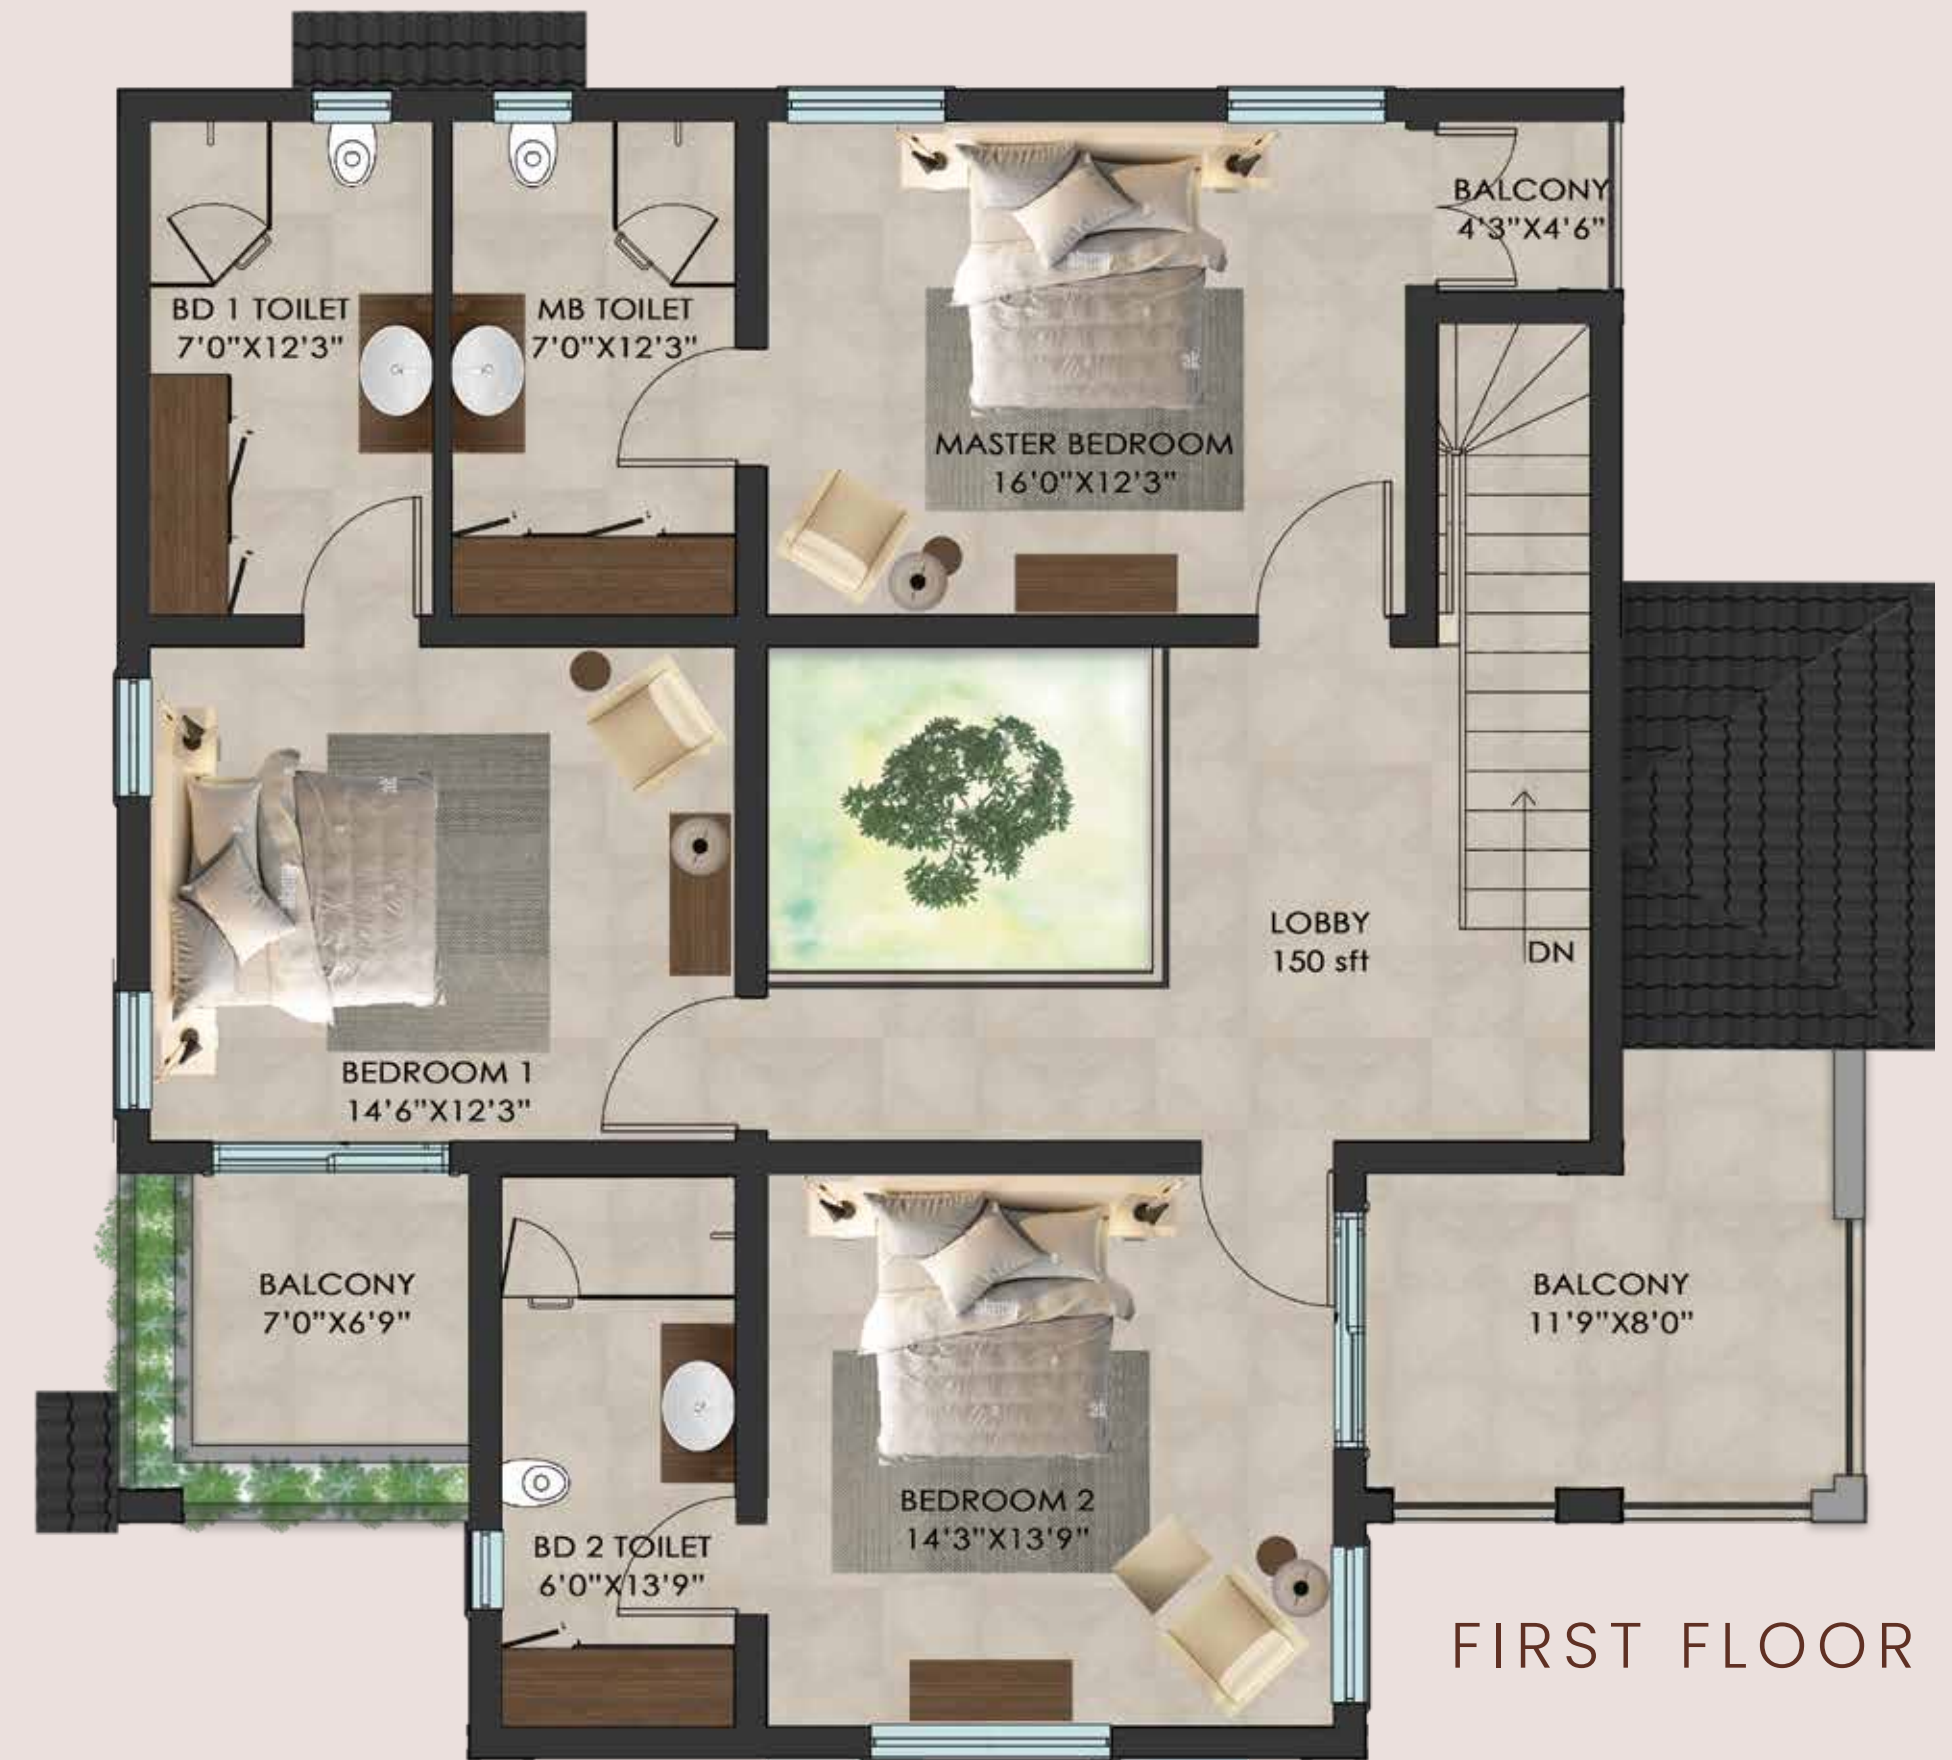 BALCONY
4'3"X4'6"
BD 1 TOILET
7'0"X12'3"
MB TOILET
7'0"X12'3"
MASTER BEDROOM
16'0"X12'3"
LOBBY
150 sft
DN
BEDROOM 1
14'6"X12'3"
BALCONY
7'0"X6'9"
BALCONY
11'9"X8'0"
BEDROOM 2
14'3"X13'9"
BD 2 TOILET
6'0"X13'9"
FIRST FLOOR